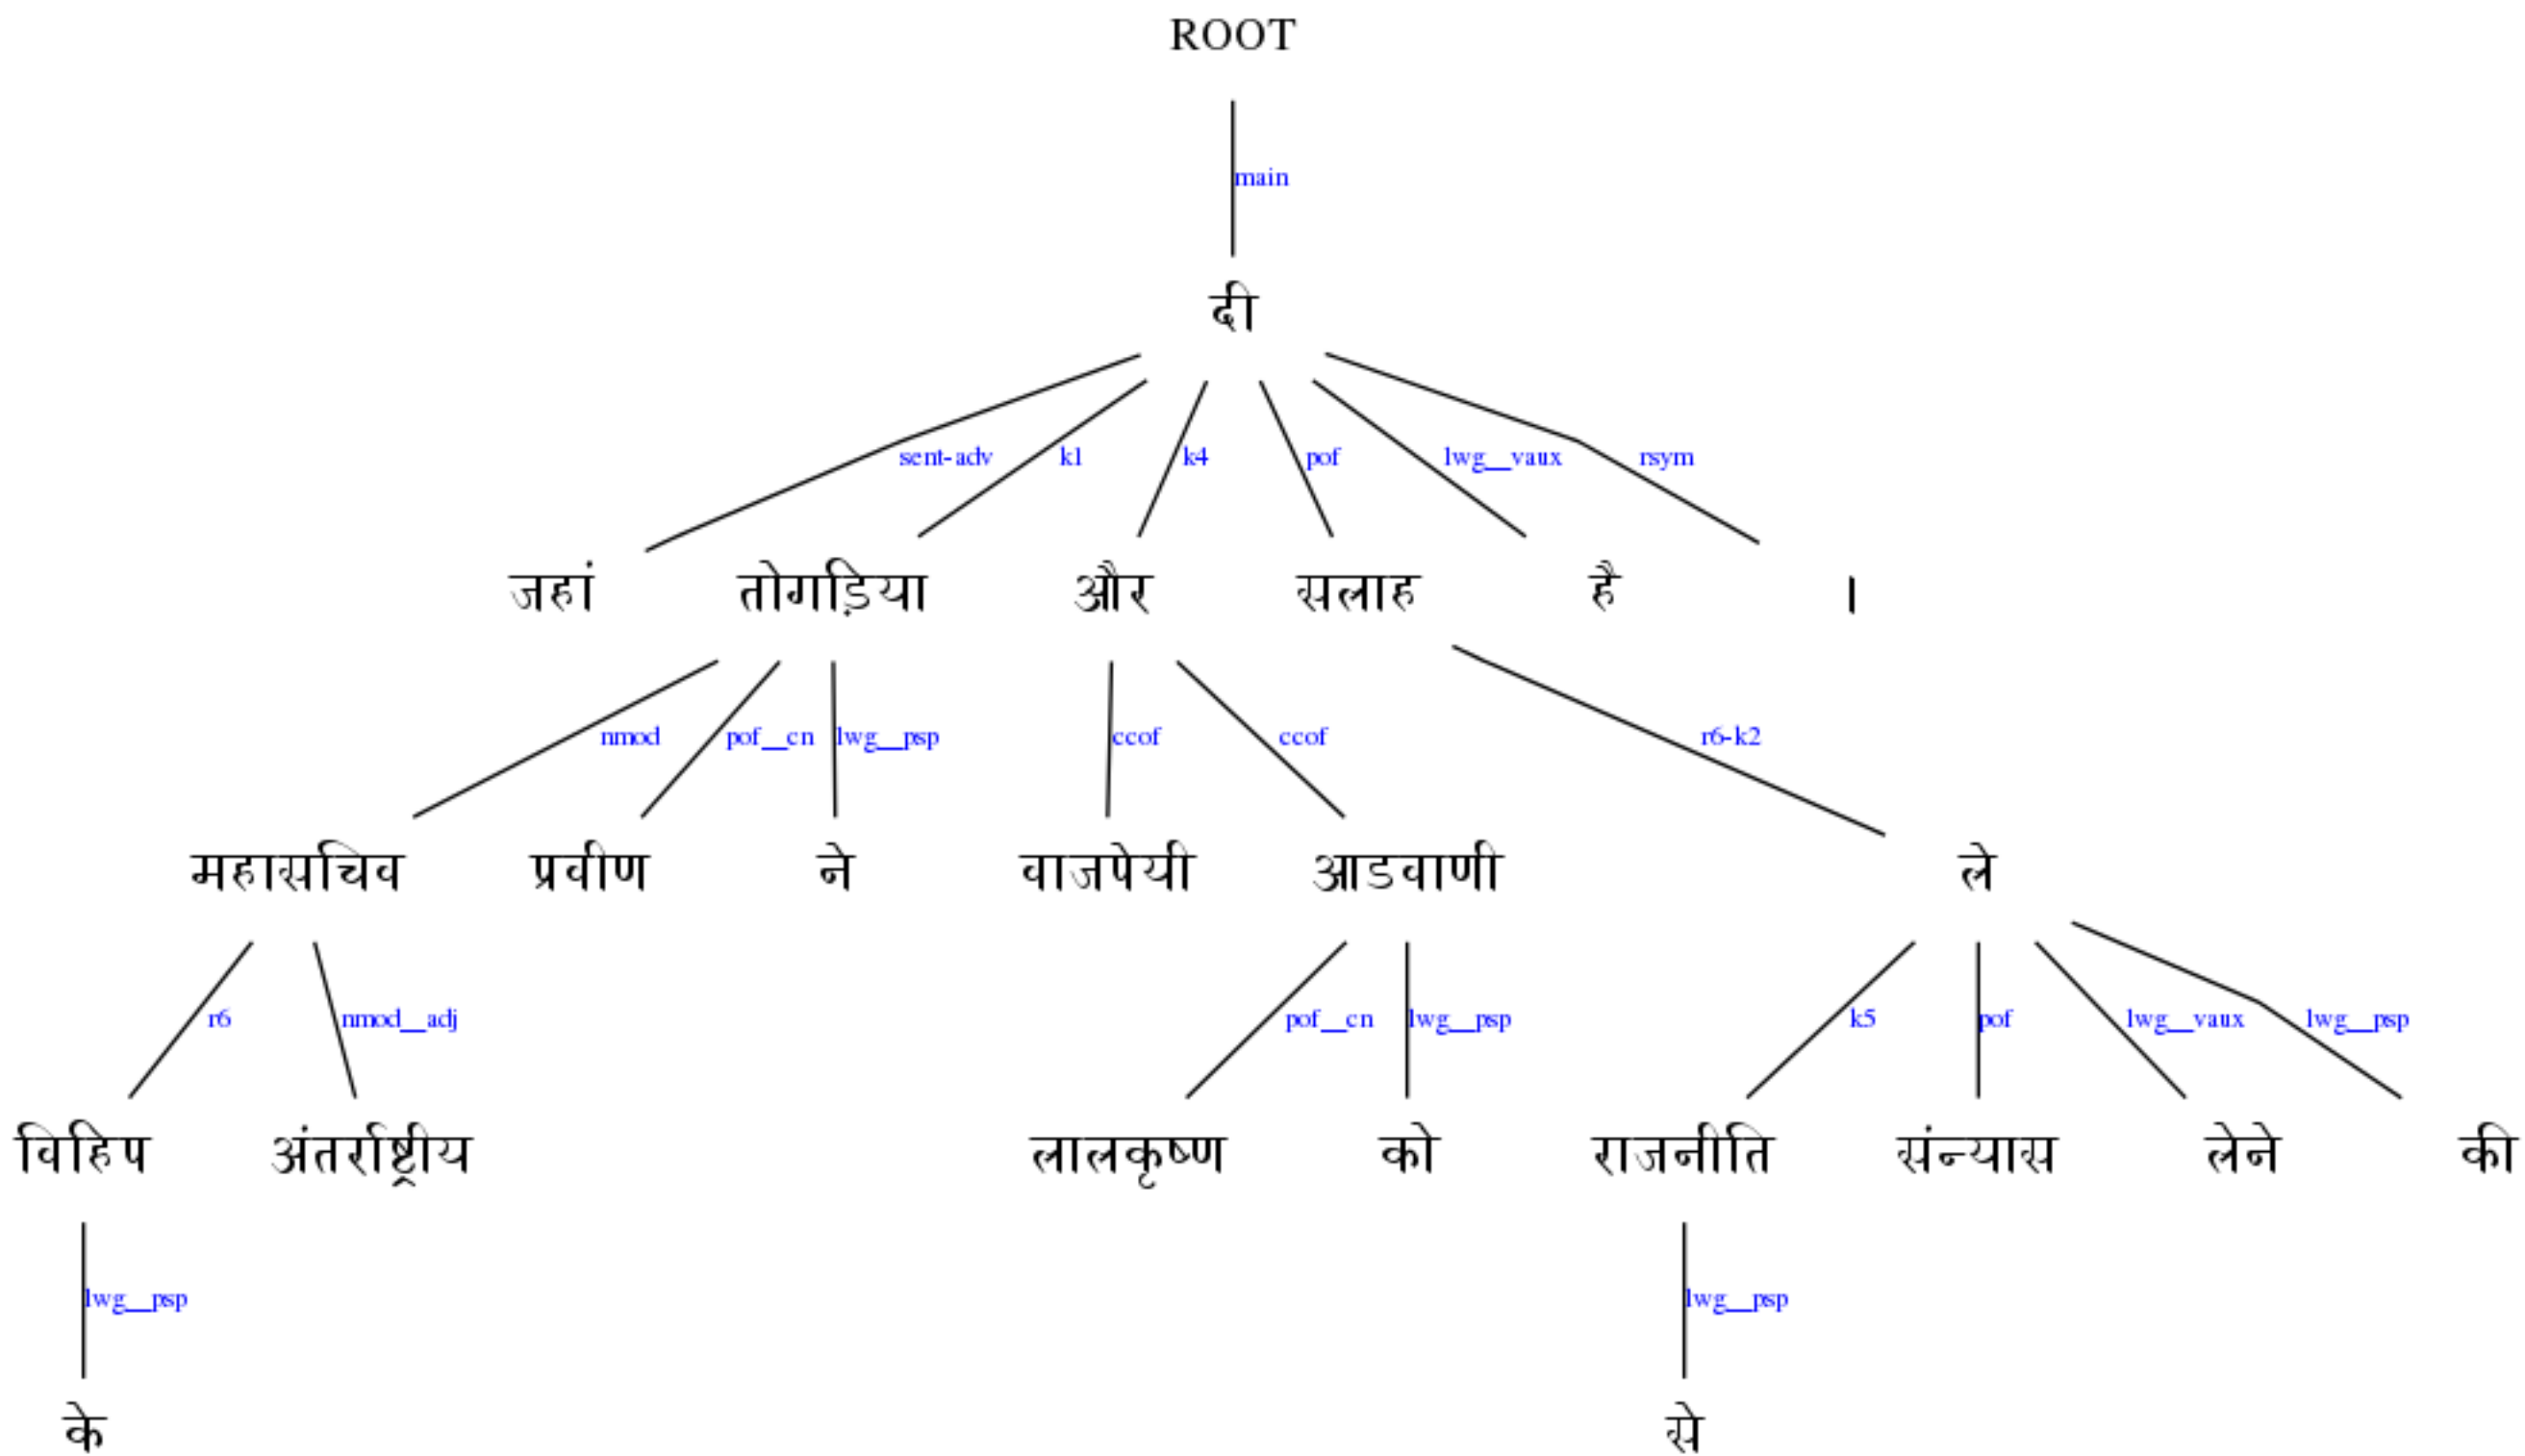 ROOT
main
दी
sent-adv k1 k4 pof lwg__vaux rsym
जहां तोगड़िया और सलाह है ।
nmod pof__cn lwg__psp ccof ccof r6-k2
महासचिव प्रवीण ने वाजपेयी आडवाणी ले
r6 nmod__adj pof__cn lwg__psp k5 pof lwg__vaux lwg__psp
विहिप अंतर्राष्ट्रीय लालकृष्ण को राजनीति संन्यास लेने की
lwg__psp lwg__psp
के से